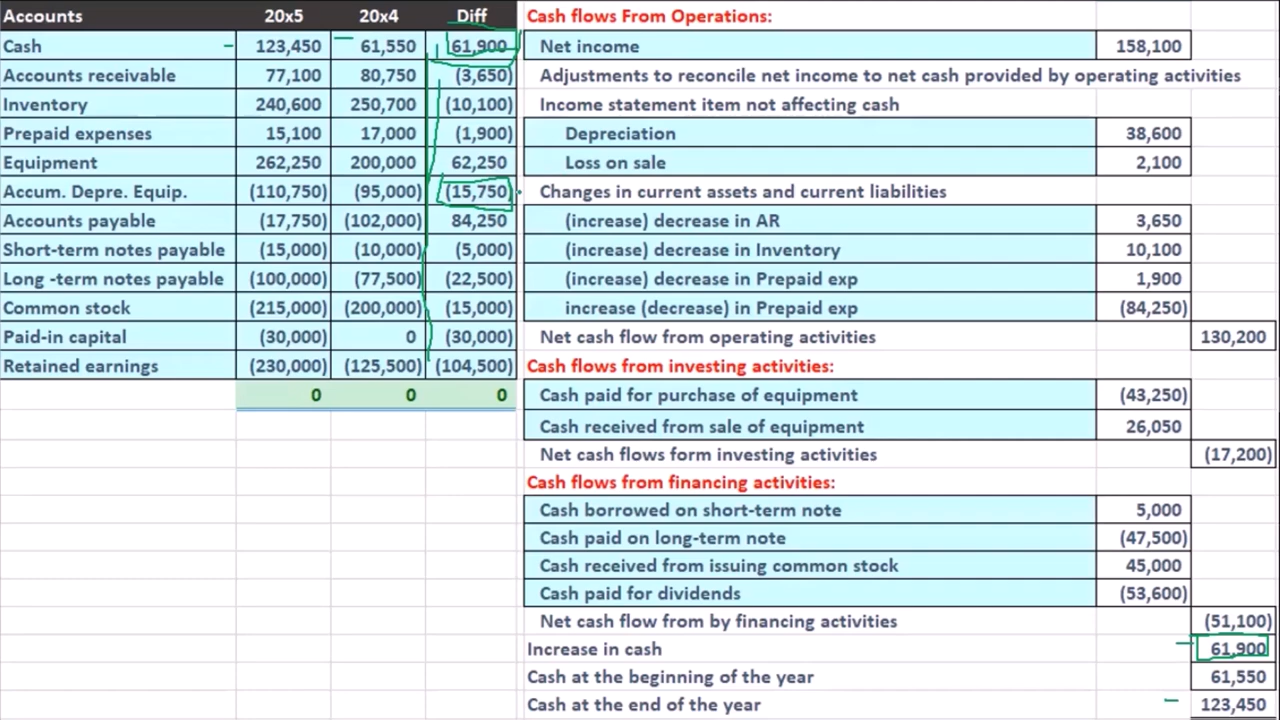 Accounts 20x5 20x4 Diff
Cash 123,450 61,550 61,900
Accounts receivable 77,100 80,750 (3,650)
Inventory 240,600 250,700 (10,100)
Prepaid expenses 15,100 17,000 (1,900)
Equipment 262,250 200,000 62,250
Accum. Depre. Equip. (110,750) (95,000) (15,750)
Accounts payable (17,750) (102,000) 84,250
Short-term notes payable (15,000) (10,000) (5,000)
Long -term notes payable (100,000) (77,500) (22,500)
Common stock (215,000) (200,000) (15,000)
Paid-in capital (30,000) 0 (30,000)
Retained earnings (230,000) (125,500) (104,500)
0 0 0
Cash flows From Operations:
Net income 158,100
Adjustments to reconcile net income to net cash provided by operating activities
Income statement item not affecting cash
Depreciation 38,600
Loss on sale 2,100
Changes in current assets and current liabilities
(increase) decrease in AR 3,650
(increase) decrease in Inventory 10,100
(increase) decrease in Prepaid exp 1,900
increase (decrease) in Prepaid exp (84,250)
Net cash flow from operating activities 130,200
Cash flows from investing activities:
Cash paid for purchase of equipment (43,250)
Cash received from sale of equipment 26,050
Net cash flows form investing activities (17,200)
Cash flows from financing activities:
Cash borrowed on short-term note 5,000
Cash paid on long-term note (47,500)
Cash received from issuing common stock 45,000
Cash paid for dividends (53,600)
Net cash flow from by financing activities (51,100)
Increase in cash 61,900
Cash at the beginning of the year 61,550
Cash at the end of the year 123,450